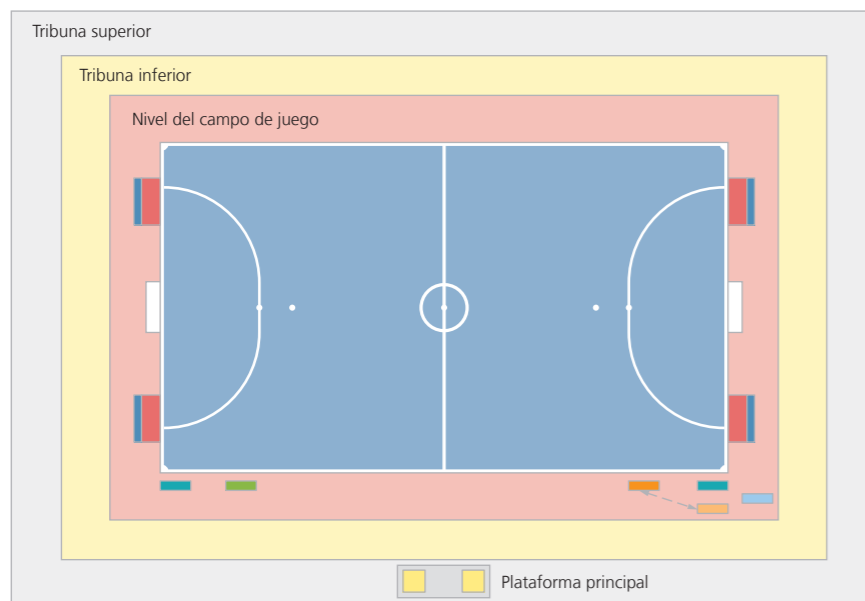 Tribuna superior
Tribuna inferior
Nivel del campo de juego
Plataforma principal